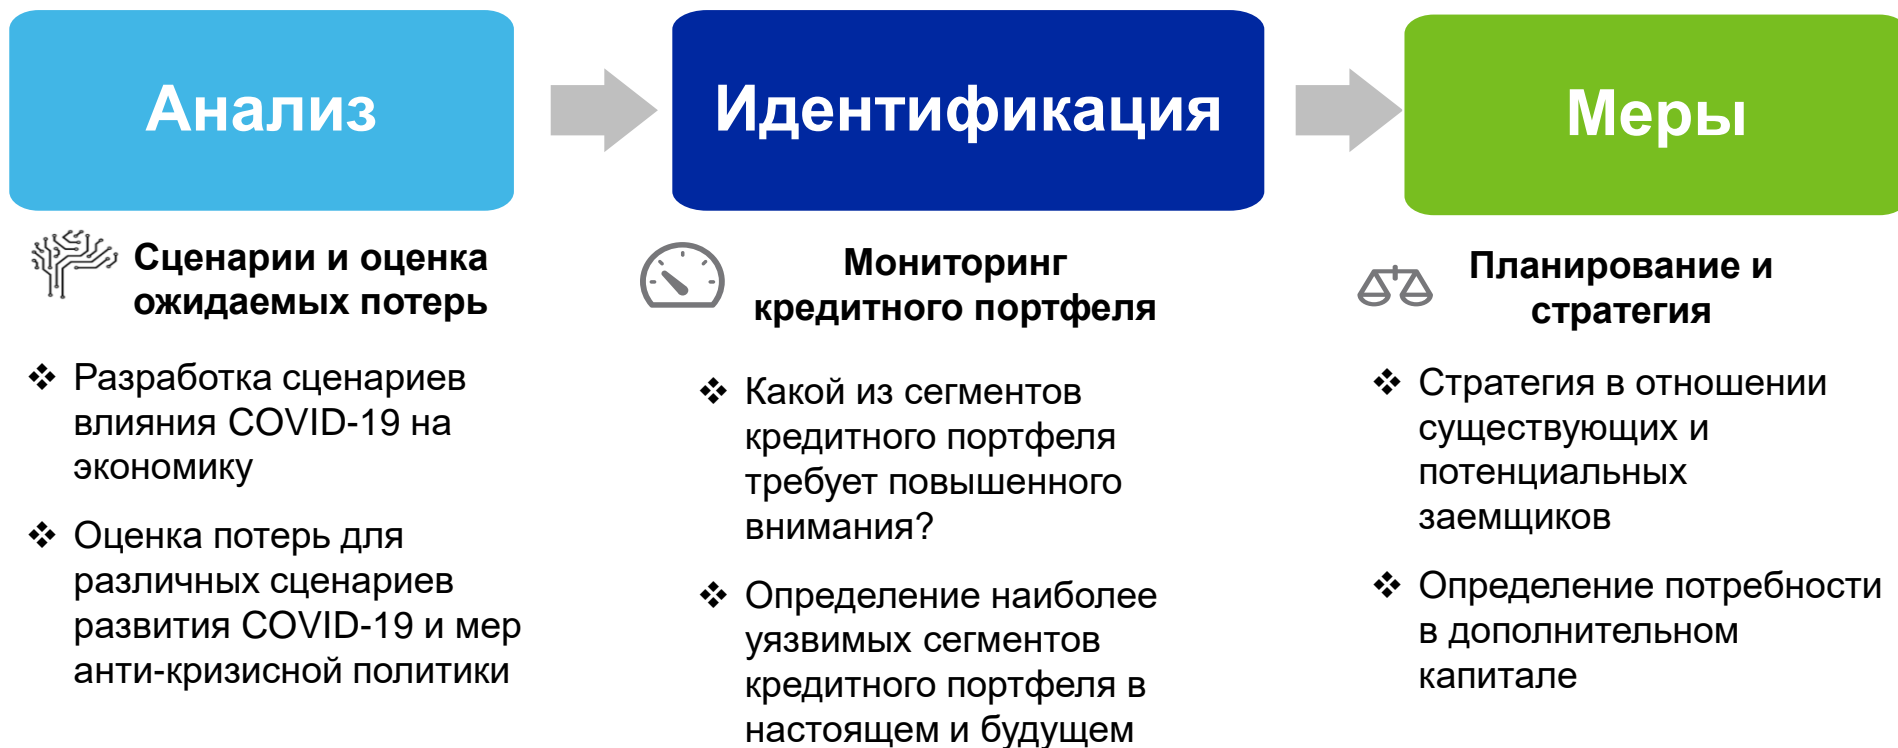 Анализ
Идентификация
Меры
Сценарии и оценка
ожидаемых потерь
❖ Разработка сценариев
влияния COVID-19 на
экономику
❖ Оценка потерь для
различных сценариев
развития COVID-19 и мер
анти-кризисной политики
Мониторинг
кредитного портфеля
❖ Какой из сегментов
кредитного портфеля
требует повышенного
внимания?
❖ Определение наиболее
уязвимых сегментов
кредитного портфеля в
настоящем и будущем
Планирование и
стратегия
❖ Стратегия в отношении
существующих и
потенциальных
заемщиков
❖ Определение потребности
в дополнительном
капитале